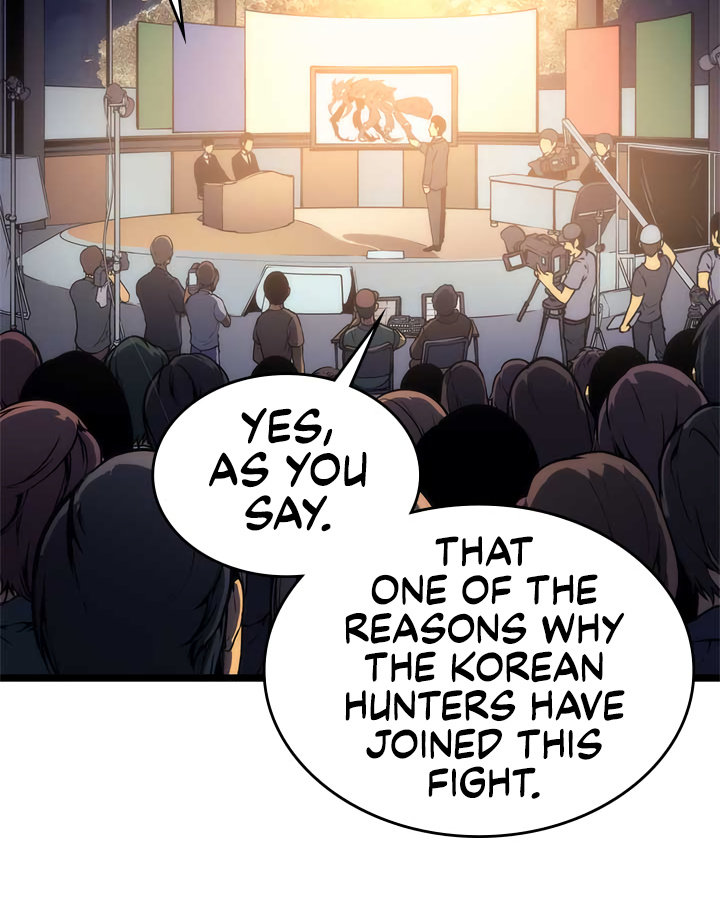 YES,
AS YOU
SAY.
THAT
ONE OF THE
REASONS WHY
THE KOREAN
HUNTERS HAVE
JOINED THIS
FIGHT.